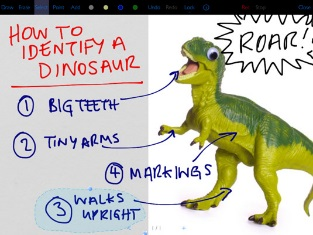 HOW TO
IDENTIFY A
DINOSAUR
ROAR!
① BIG TEETH
② TINY ARMS
④ MARKINGS
③ WALKS
UPRIGHT